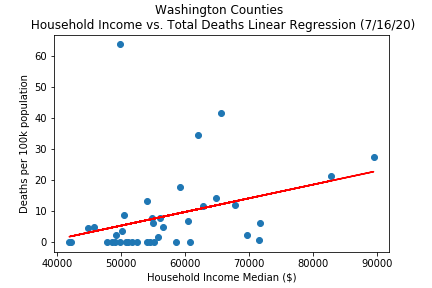 Washington Counties
Household Income vs. Total Deaths Linear Regression (7/16/20)
Deaths per 100k population
60
50
40
30
20
10
0
40000 50000 60000 70000 80000 90000
Household Income Median ($)